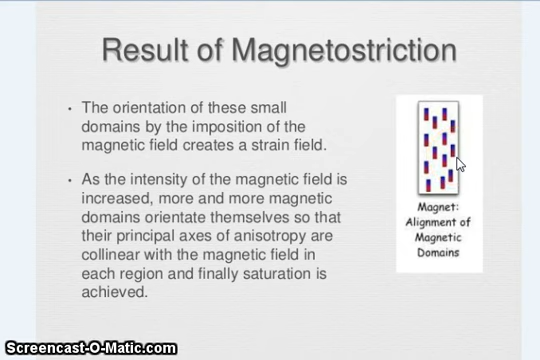 Result of Magnetostriction
• The orientation of these small
domains by the imposition of the
magnetic field creates a strain field.
• As the intensity of the magnetic field is
increased, more and more magnetic
domains orientate themselves so that
their principal axes of anisotropy are
collinear with the magnetic field in
each region and finally saturation is
achieved.
Magnet:
Alignment of
Magnetic
Domains
Screencast-O-Matic.com